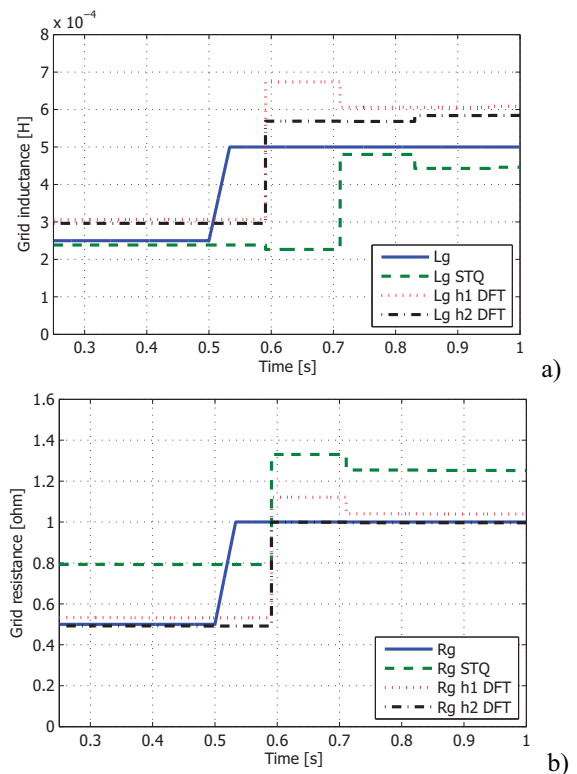 x 10⁻⁴
8
7
6
5
4
3
2
1
0
Grid inductance [H]
Lg
Lg STQ
Lg h1 DFT
Lg h2 DFT
0.3 0.4 0.5 0.6 0.7 0.8 0.9 1
Time [s]
a)
1.6
1.4
1.2
1
0.8
0.6
0.4
0.2
0
Grid resistance [ohm]
Rg
Rg STQ
Rg h1 DFT
Rg h2 DFT
0.3 0.4 0.5 0.6 0.7 0.8 0.9 1
Time [s]
b)